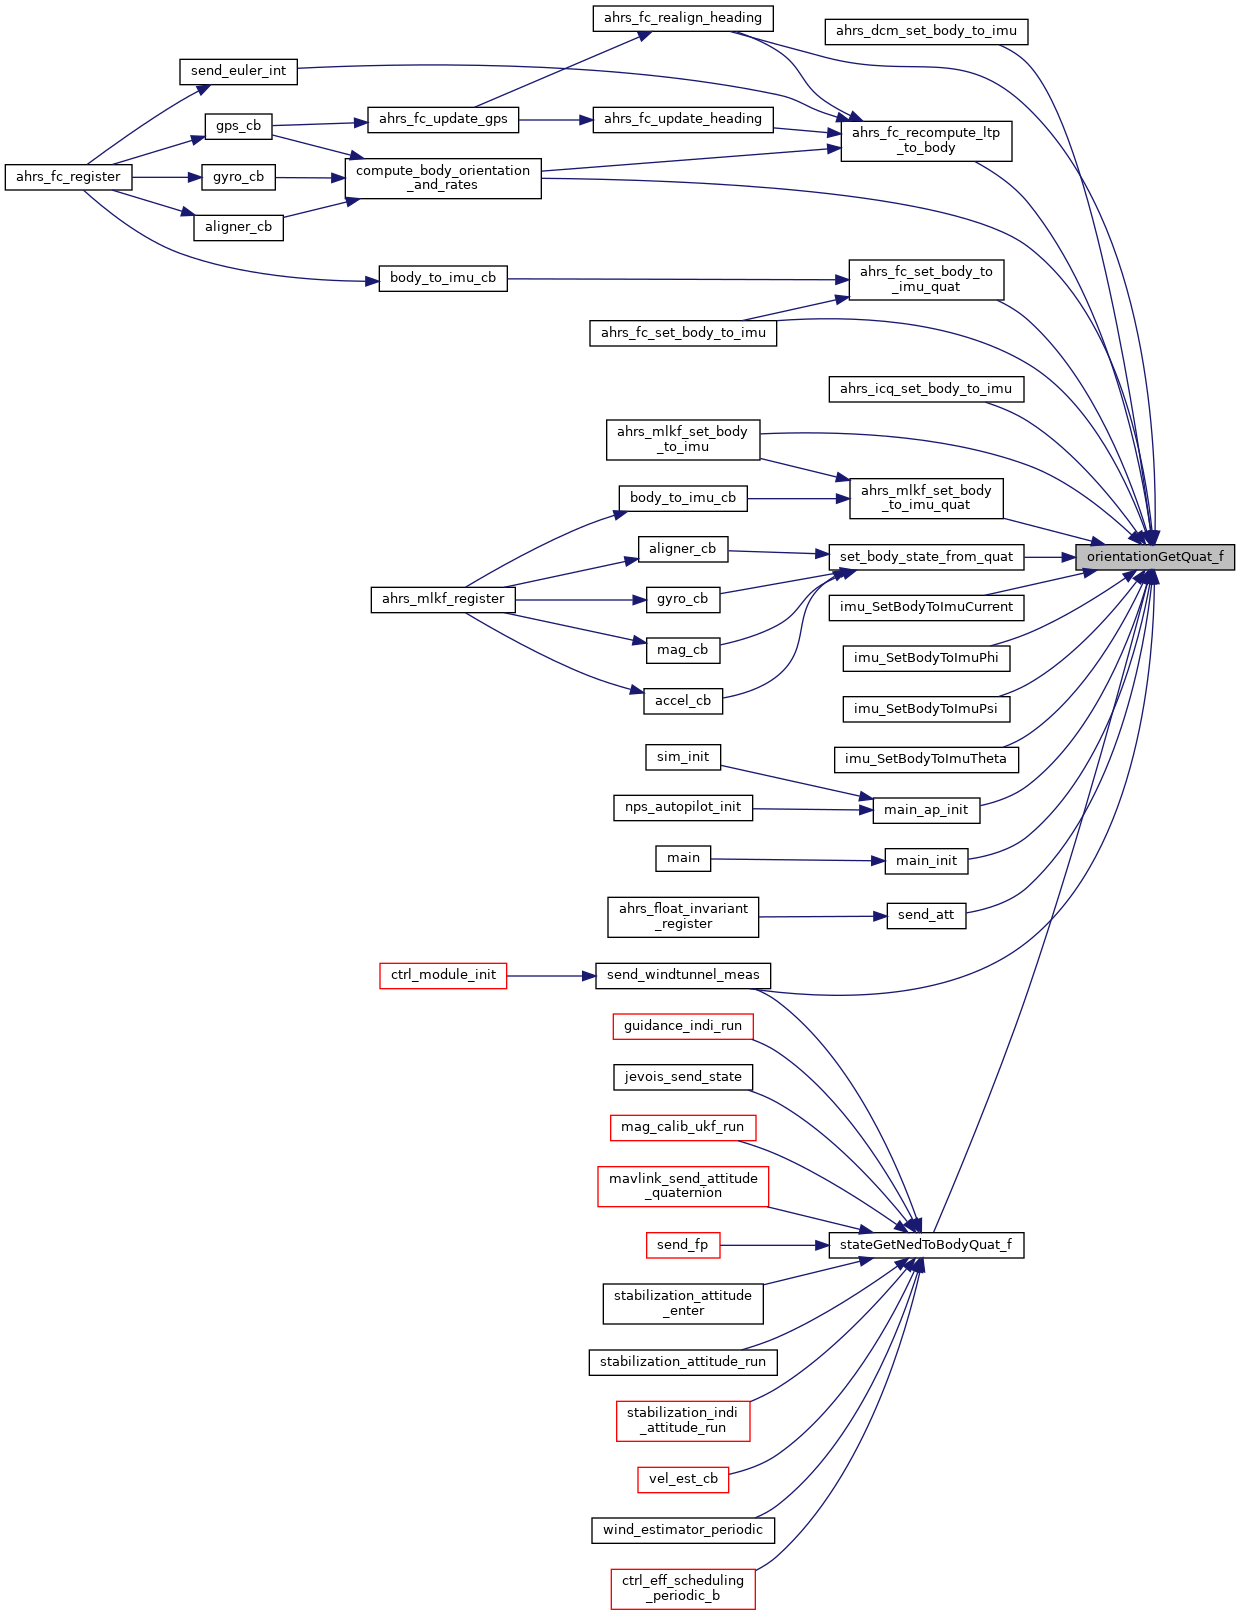 ahrs_fc_realign_heading
ahrs_dcm_set_body_to_imu
send_euler_int
gps_cb
ahrs_fc_update_gps
ahrs_fc_update_heading
ahrs_fc_recompute_ltp
_to_body
ahrs_fc_register
gyro_cb
compute_body_orientation
_and_rates
aligner_cb
body_to_imu_cb
ahrs_fc_set_body_to
_imu_quat
ahrs_fc_set_body_to_imu
ahrs_icq_set_body_to_imu
ahrs_mlkf_set_body
_to_imu
body_to_imu_cb
ahrs_mlkf_set_body
_to_imu_quat
aligner_cb
set_body_state_from_quat
orientationGetQuat_f
ahrs_mlkf_register
gyro_cb
imu_SetBodyToImuCurrent
mag_cb
imu_SetBodyToImuPhi
accel_cb
imu_SetBodyToImuPsi
sim_init
imu_SetBodyToImuTheta
nps_autopilot_init
main_ap_init
main
main_init
ahrs_float_invariant
_register
send_att
ctrl_module_init
send_windtunnel_meas
guidance_indi_run
jevois_send_state
mag_calib_ukf_run
mavlink_send_attitude
_quaternion
send_fp
stateGetNedToBodyQuat_f
stabilization_attitude
_enter
stabilization_attitude_run
stabilization_indi
_attitude_run
vel_est_cb
wind_estimator_periodic
ctrl_eff_scheduling
_periodic_b